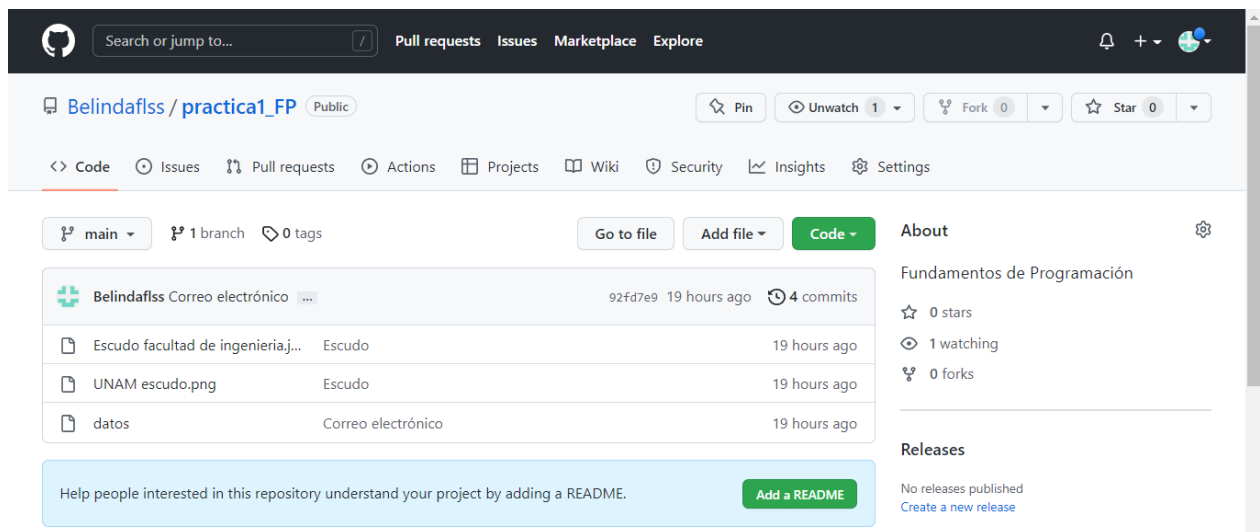 Search or jump to... / Pull requests Issues Marketplace Explore
Belindaflss / practica1_FP Public Pin Unwatch 1 Fork 0 Star 0
Code Issues Pull requests Actions Projects Wiki Security Insights Settings
main 1 branch 0 tags Go to file Add file Code
Belindaflss Correo electrónico ... 92fd7e9 19 hours ago 4 commits
Escudo facultad de ingenieria.j... Escudo 19 hours ago
UNAM escudo.png Escudo 19 hours ago
datos Correo electrónico 19 hours ago
Help people interested in this repository understand your project by adding a README. Add a README
About
Fundamentos de Programación
0 stars
1 watching
0 forks
Releases
No releases published
Create a new release